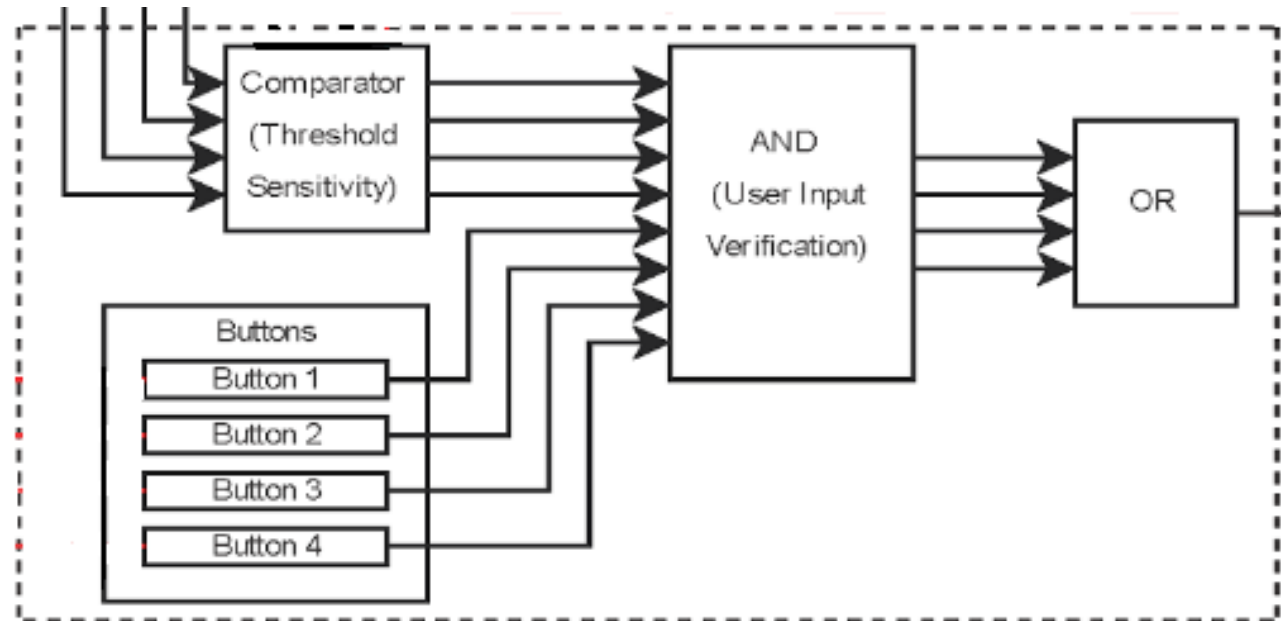 Comparator
(Threshold
Sensitivity)
AND
(User Input
Verification)
OR
Buttons
Button 1
Button 2
Button 3
Button 4